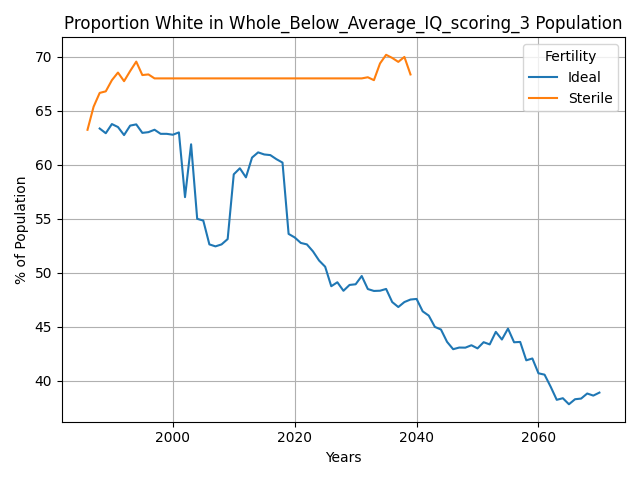 Proportion White in Whole_Below_Average_IQ_scoring_3 Population
% of Population
70
65
60
55
50
45
40
Fertility
Ideal
Sterile
2000
2020
2040
2060
Years